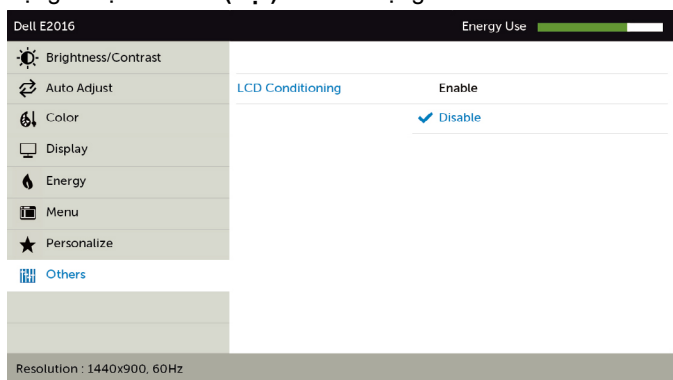 Dell E2016 Energy Use
Brightness/Contrast
Auto Adjust LCD Conditioning Enable
Color Disable
Display
Energy
Menu
Personalize
Others
Resolution : 1440x900, 60Hz